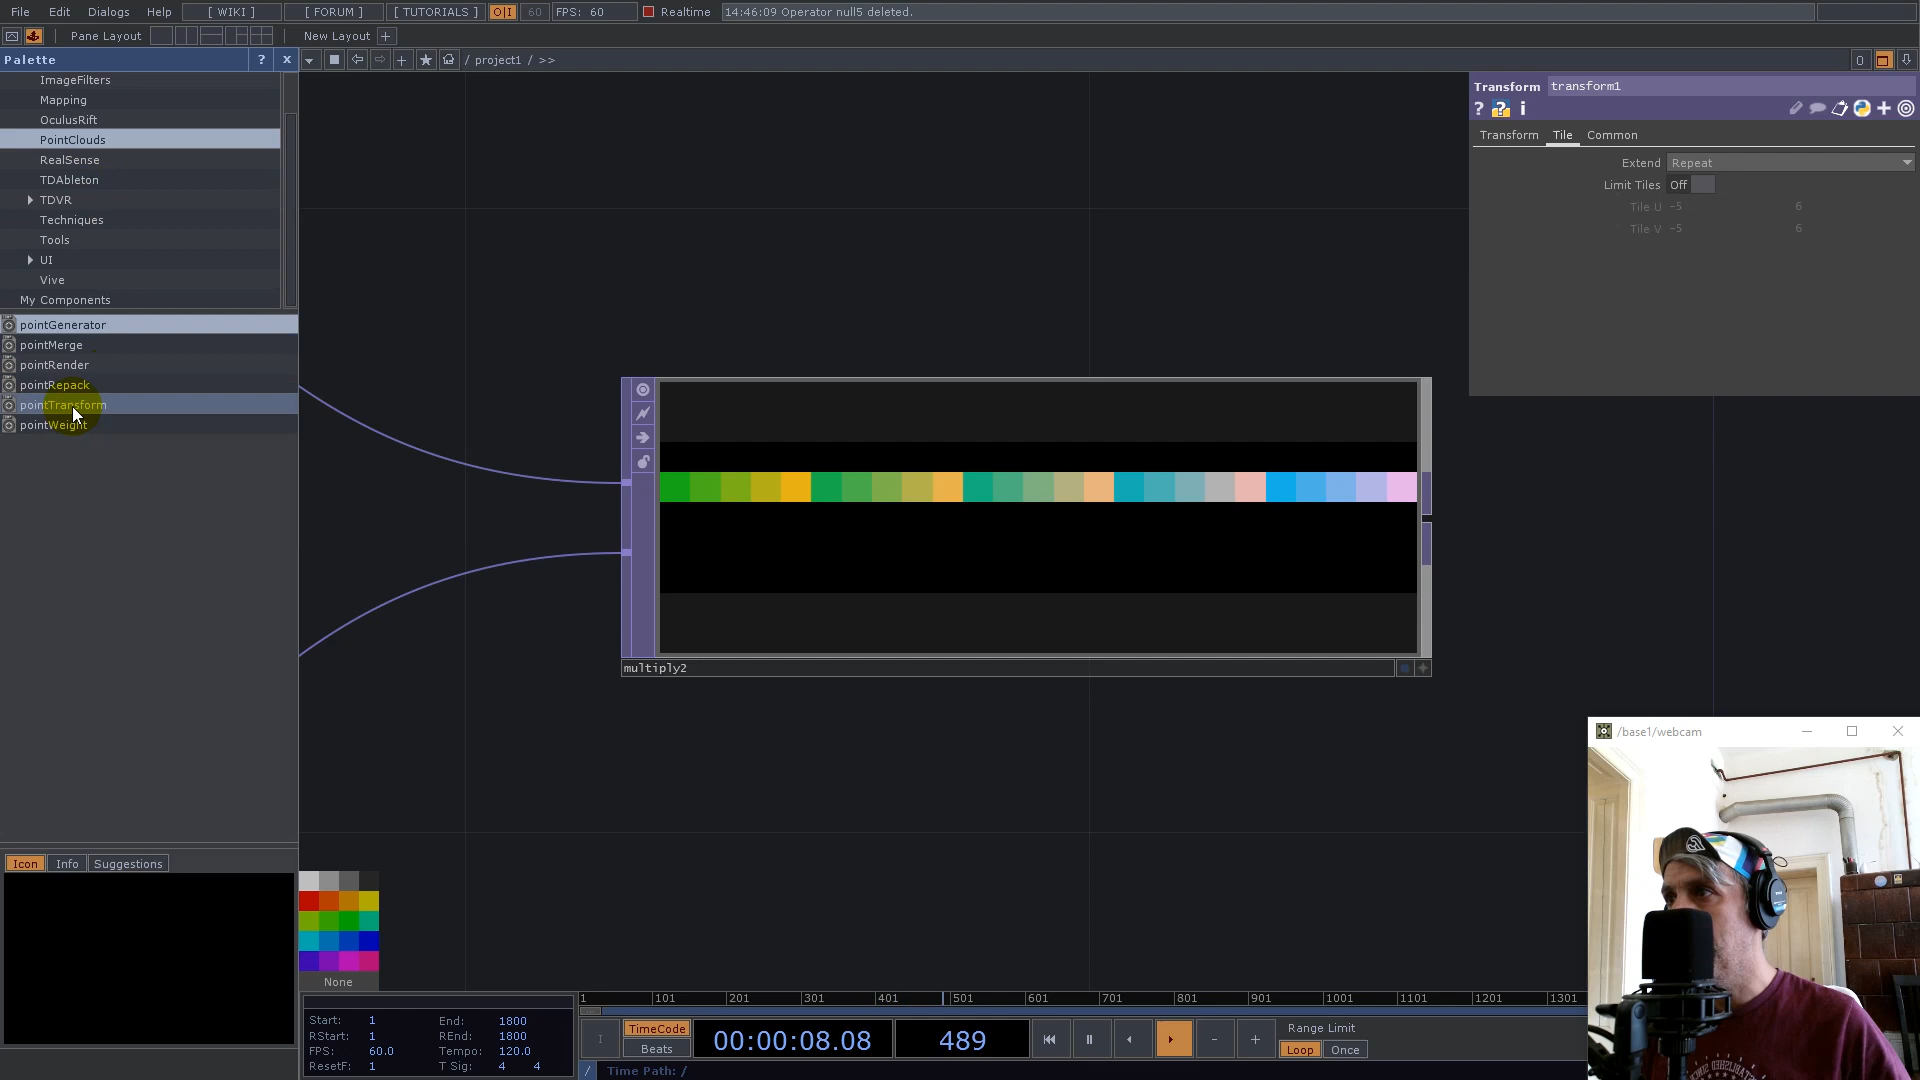 File Edit Dialogs Help [ WIKI ] [ FORUM ] [ TUTORIALS ] O|I 60 FPS: 60 Realtime 14:46:09 Operator null5 deleted.
Pane Layout New Layout +
Palette ? x / project1 / >> 0
ImageFilters
Mapping
OculusRift
PointClouds
RealSense
TDAbleton
TDVR
Techniques
Tools
UI
Vive
My Components
pointGenerator
pointMerge
pointRender
pointRepack
pointTransform
pointWeight
Icon Info Suggestions
multiply2
None
Transform transform1
? ? i
Transform Tile Common
Extend Repeat
Limit Tiles Off
Tile U -5 6
Tile V -5 6
/base1/webcam
1 101 201 301 401 501 601 701 801 901 1001 1101 1201 1301
Start: 1 End: 1800
RStart: 1 REnd: 1800
FPS: 60.0 Tempo: 120.0
ResetF: 1 T Sig: 4 4
TimeCode
Beats
00:00:08.08 489
Range Limit
Loop Once
/ Time Path: /